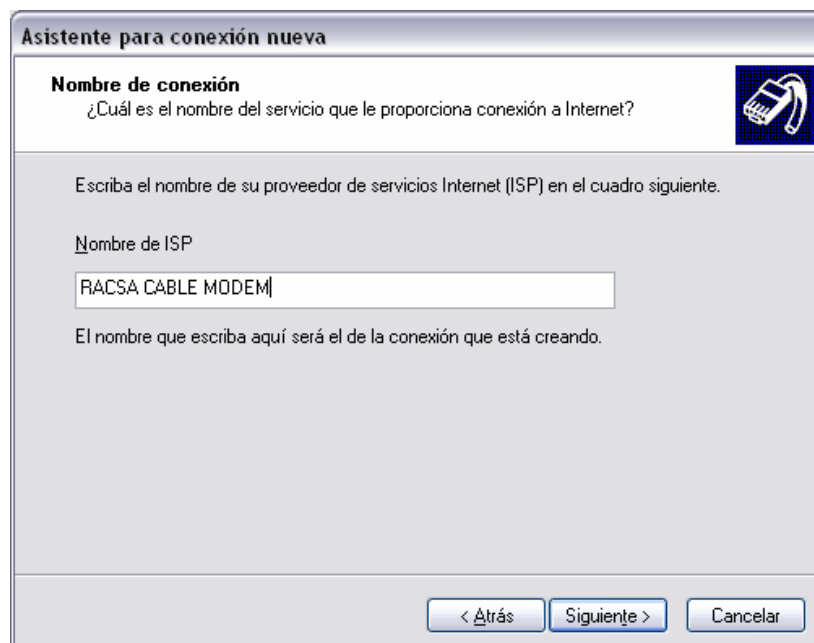 Asistente para conexión nueva
Nombre de conexión
¿Cuál es el nombre del servicio que le proporciona conexión a Internet?
Escriba el nombre de su proveedor de servicios Internet (ISP) en el cuadro siguiente.
Nombre de ISP
RACSA CABLE MODEM
El nombre que escriba aquí será el de la conexión que está creando.
< Atrás Siguiente > Cancelar